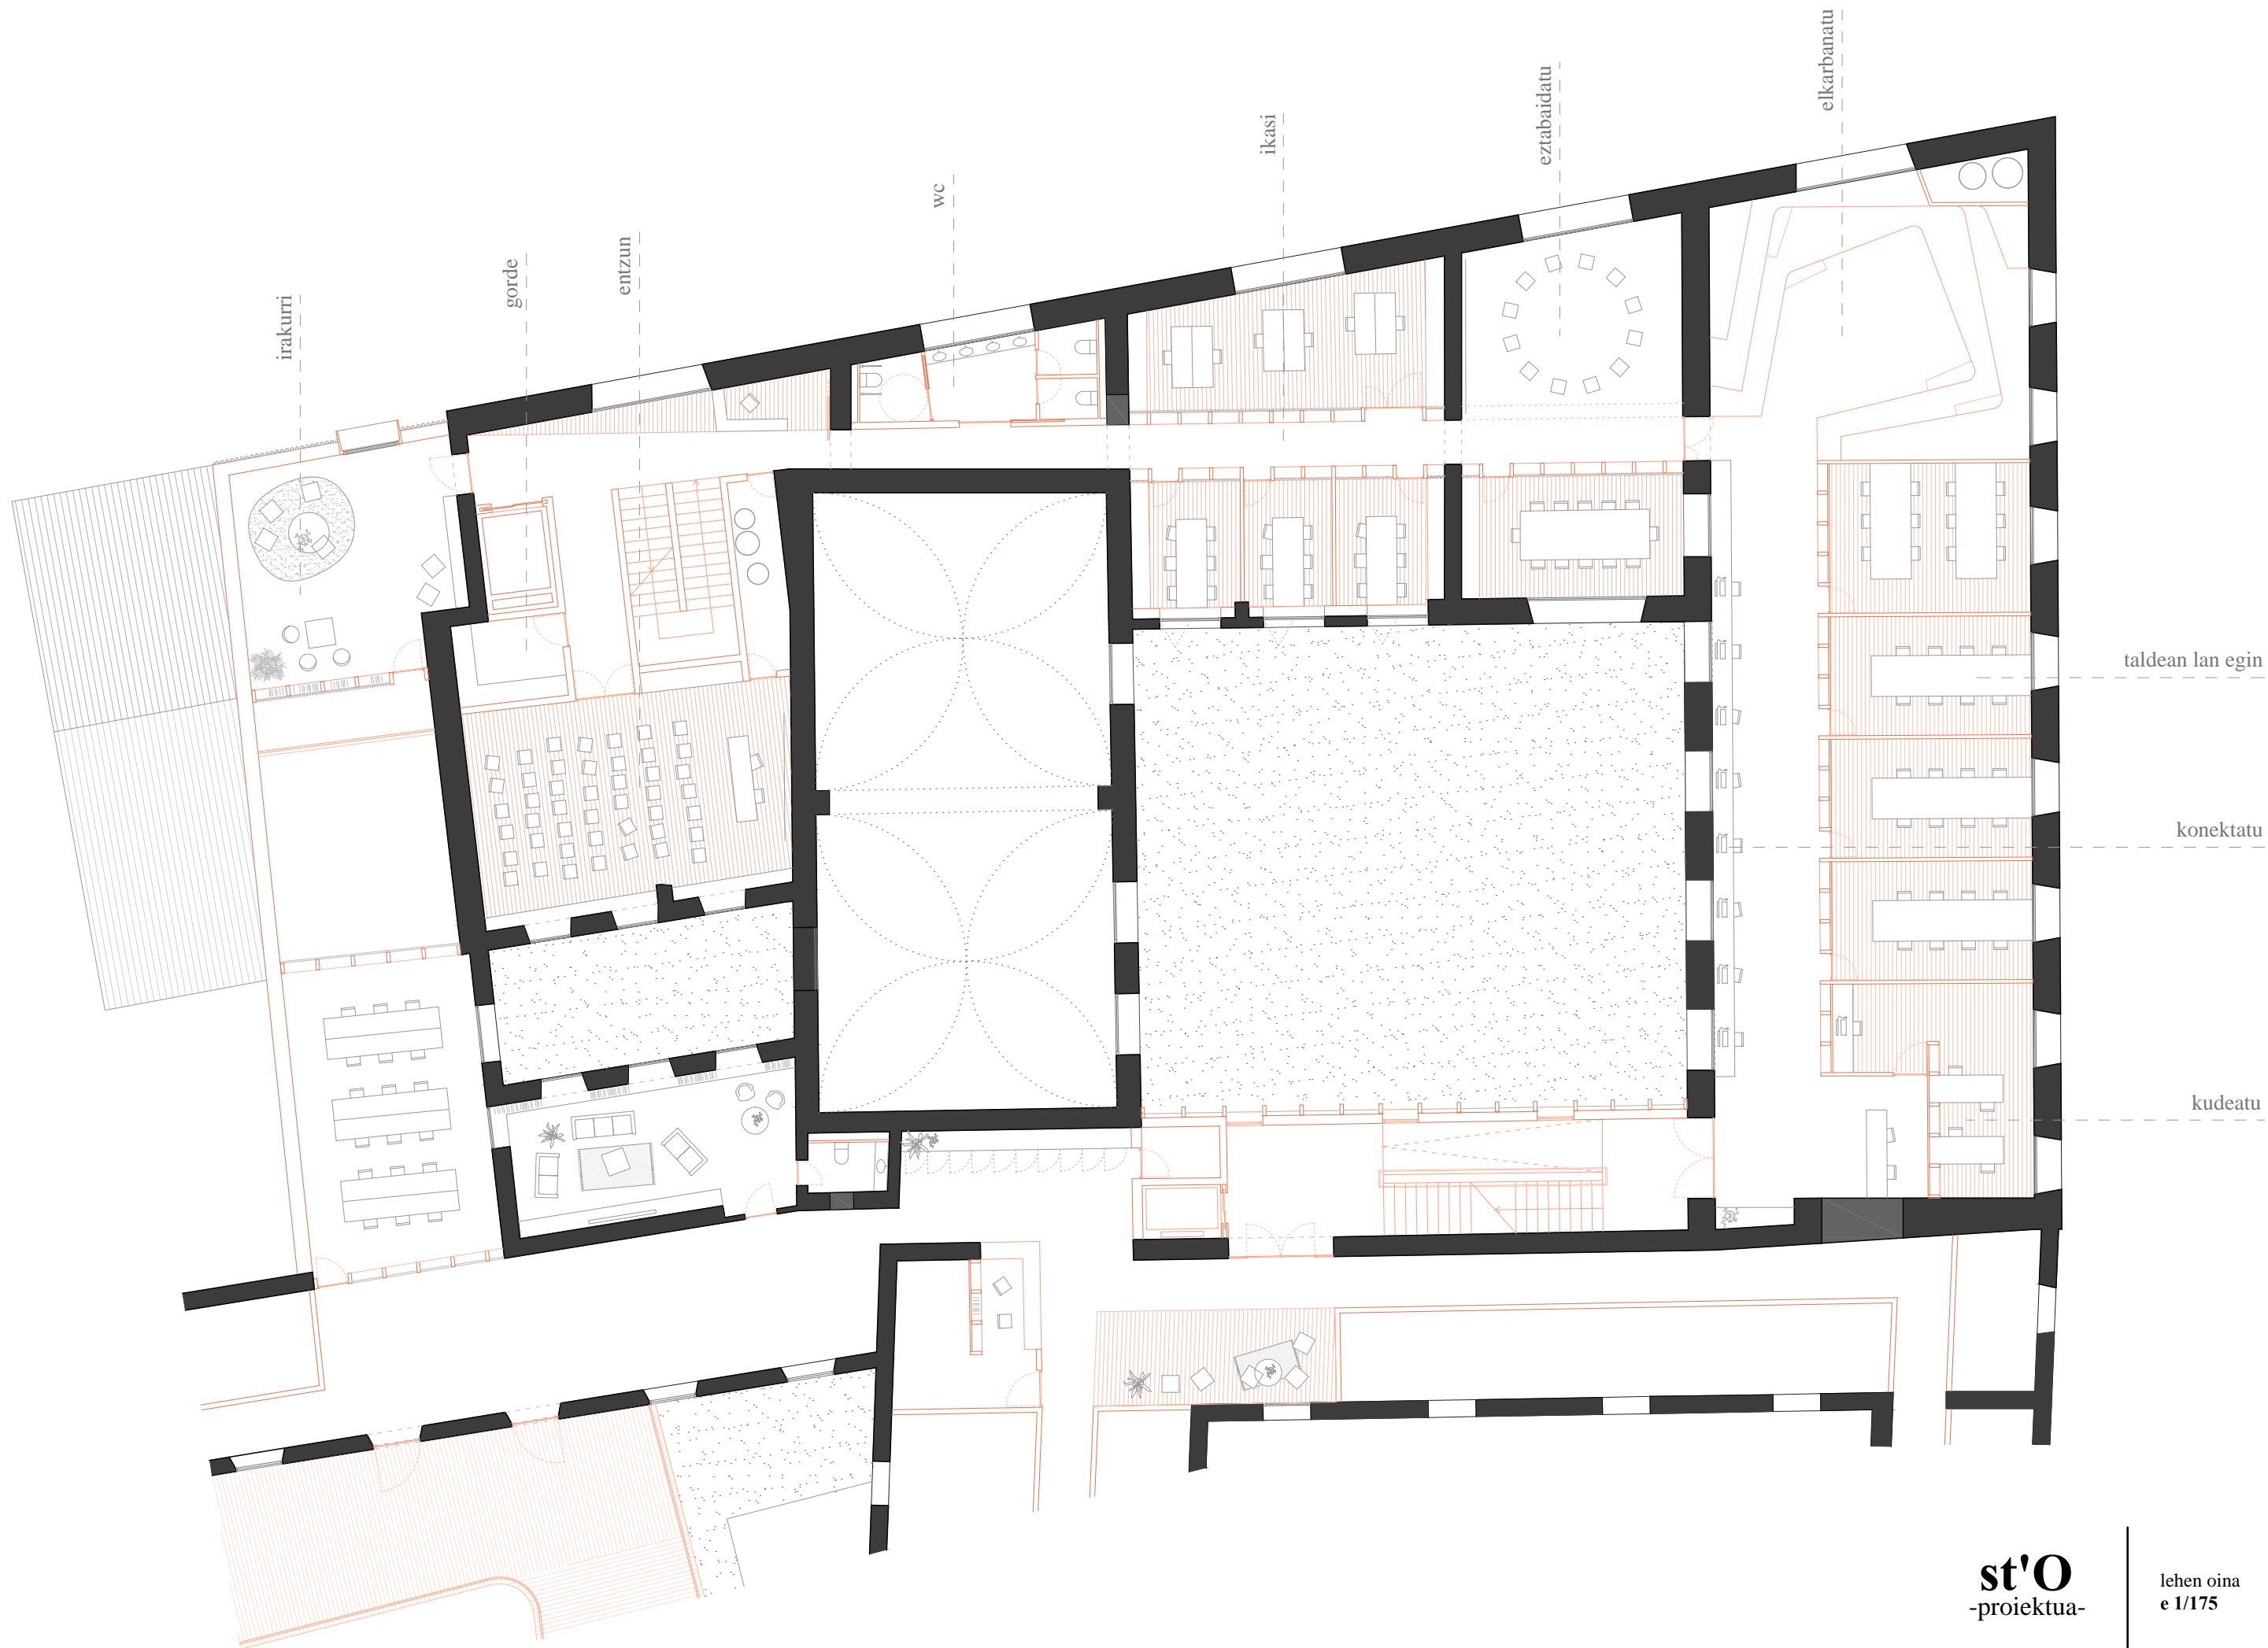 irakurri
gorde
entzun
wc
ikasi
eztabaidatu
elkarbanatu
taldean lan egin
konektatu
kudeatu
st'O
-proiektua-
lehen oina
e 1/175